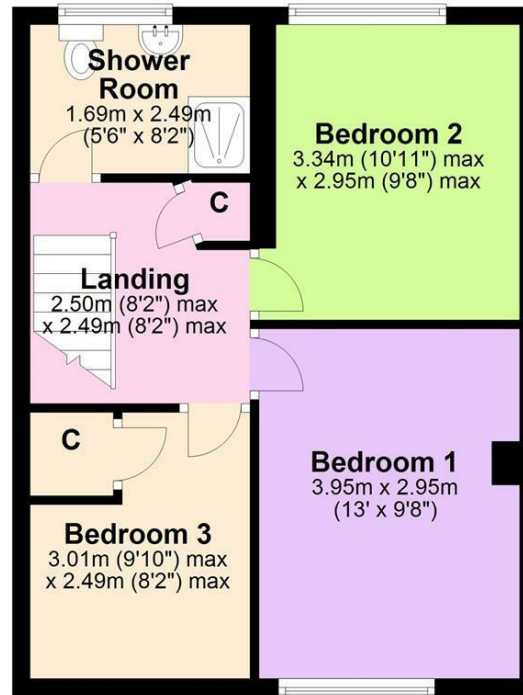 Shower
Room
1.69m x 2.49m
(5'6" x 8'2")
Bedroom 2
3.34m (10'11") max
x 2.95m (9'8") max
C
Landing
2.50m (8'2") max
x 2.49m (8'2") max
C
Bedroom 1
3.95m x 2.95m
(13' x 9'8")
Bedroom 3
3.01m (9'10") max
x 2.49m (8'2") max